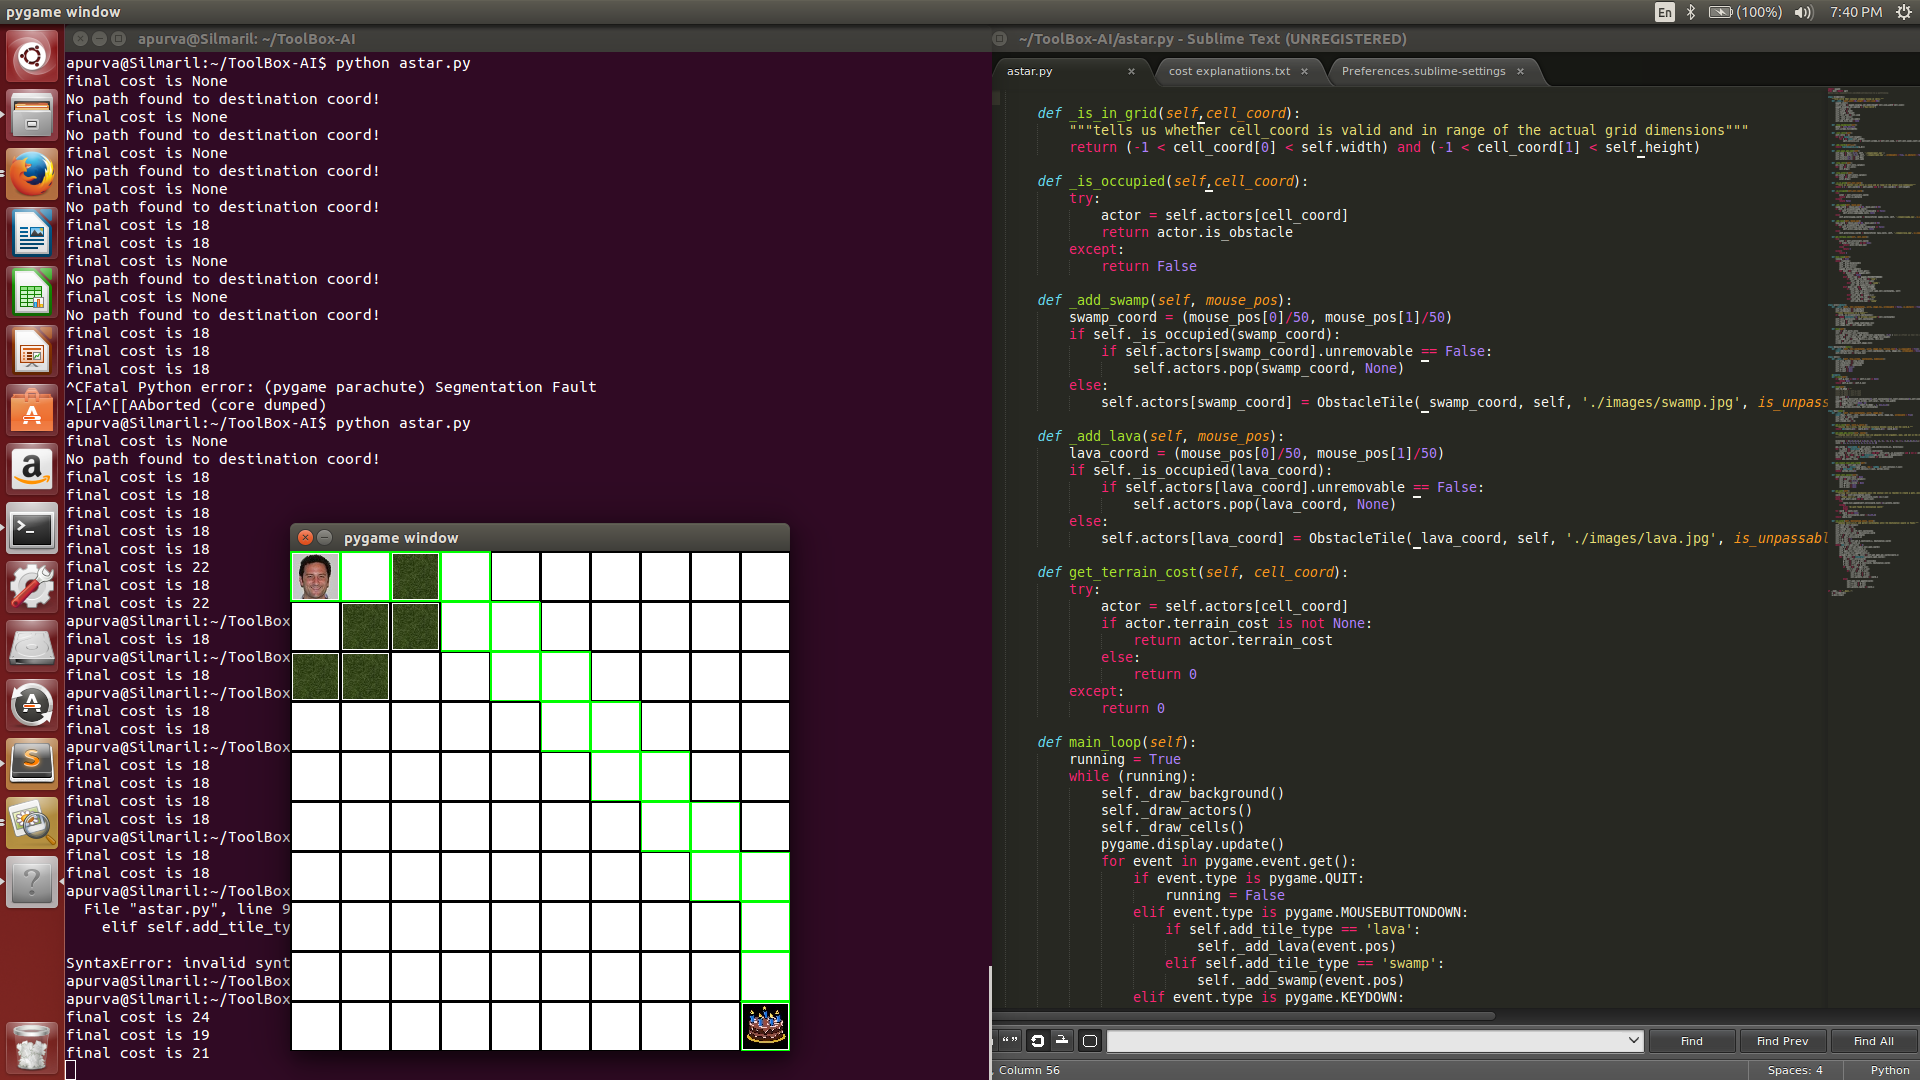 pygame window
En
(100%)
7:40 PM
apurva@Silmaril: ~/ToolBox-AI
apurva@Silmaril:~/ToolBox-AI$ python astar.py
final cost is None
No path found to destination coord!
final cost is None
No path found to destination coord!
final cost is None
No path found to destination coord!
final cost is None
No path found to destination coord!
final cost is 18
final cost is 18
final cost is None
No path found to destination coord!
final cost is None
No path found to destination coord!
final cost is 18
final cost is 18
final cost is 18
^CFatal Python error: (pygame parachute) Segmentation Fault
^[[A^[[AAborted (core dumped)
apurva@Silmaril:~/ToolBox-AI$ python astar.py
final cost is None
No path found to destination coord!
final cost is 18
final cost is 18
final cost is 18
final cost is 18
final cost is 18
final cost is 22
final cost is 18
final cost is 22
apurva@Silmaril:~/ToolBox
final cost is 18
apurva@Silmaril:~/ToolBox
final cost is 18
apurva@Silmaril:~/ToolBox
final cost is 18
final cost is 18
apurva@Silmaril:~/ToolBox
final cost is 18
final cost is 18
final cost is 18
final cost is 18
apurva@Silmaril:~/ToolBox
final cost is 18
final cost is 18
apurva@Silmaril:~/ToolBox
File "astar.py", line 9
elif self.add_tile_ty
SyntaxError: invalid synt
apurva@Silmaril:~/ToolBox
apurva@Silmaril:~/ToolBox
final cost is 24
final cost is 19
final cost is 21
pygame window
~/ToolBox-AI/astar.py - Sublime Text (UNREGISTERED)
astar.py
cost explanatiions.txt
Preferences.sublime-settings
def _is_in_grid(self,cell_coord):
"""tells us whether cell_coord is valid and in range of the actual grid dimensions"""
return (-1 < cell_coord[0] < self.width) and (-1 < cell_coord[1] < self.height)
def _is_occupied(self,cell_coord):
try:
actor = self.actors[cell_coord]
return actor.is_obstacle
except:
return False
def _add_swamp(self, mouse_pos):
swamp_coord = (mouse_pos[0]/50, mouse_pos[1]/50)
if self._is_occupied(swamp_coord):
if self.actors[swamp_coord].unremovable == False:
self.actors.pop(swamp_coord, None)
else:
self.actors[swamp_coord] = ObstacleTile( swamp_coord, self, './images/swamp.jpg', is_unpass
def _add_lava(self, mouse_pos):
lava_coord = (mouse_pos[0]/50, mouse_pos[1]/50)
if self._is_occupied(lava_coord):
if self.actors[lava_coord].unremovable == False:
self.actors.pop(lava_coord, None)
else:
self.actors[lava_coord] = ObstacleTile( lava_coord, self, './images/lava.jpg', is_unpassabl
def get_terrain_cost(self, cell_coord):
try:
actor = self.actors[cell_coord]
if actor.terrain_cost is not None:
return actor.terrain_cost
else:
return 0
except:
return 0
def main_loop(self):
running = True
while (running):
self._draw_background()
self._draw_actors()
self._draw_cells()
pygame.display.update()
for event in pygame.event.get():
if event.type is pygame.QUIT:
running = False
elif event.type is pygame.MOUSEBUTTONDOWN:
if self.add_tile_type == 'lava':
self._add_lava(event.pos)
elif self.add_tile_type == 'swamp':
self._add_swamp(event.pos)
elif event.type is pygame.KEYDOWN:
Find
Find Prev
Find All
Column 56
Spaces: 4
Python